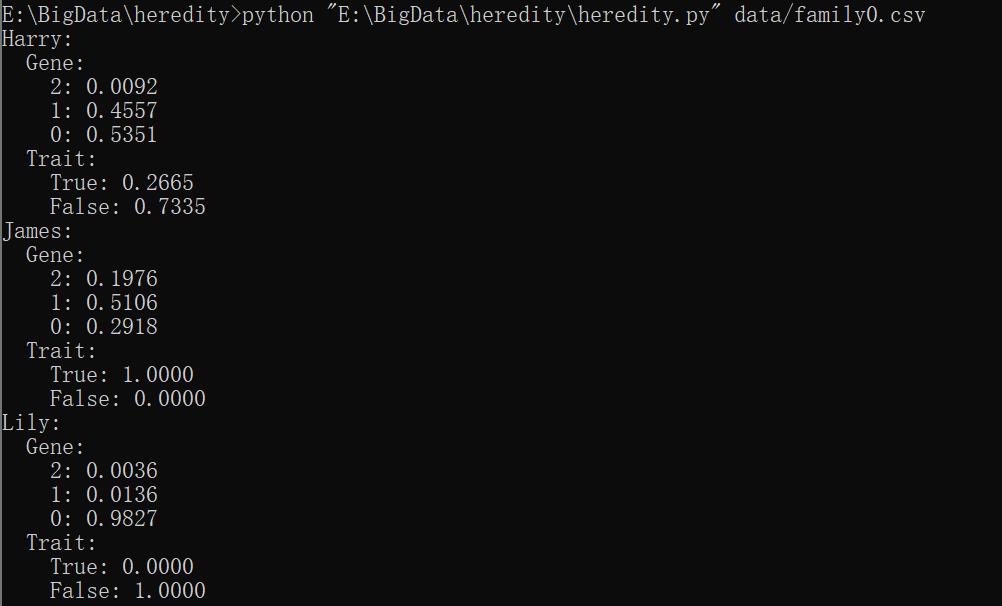 E:\BigData\heredity>python "E:\BigData\heredity\heredity.py" data/family0.csv
Harry:
  Gene:
    2: 0.0092
    1: 0.4557
    0: 0.5351
  Trait:
    True: 0.2665
    False: 0.7335
James:
  Gene:
    2: 0.1976
    1: 0.5106
    0: 0.2918
  Trait:
    True: 1.0000
    False: 0.0000
Lily:
  Gene:
    2: 0.0036
    1: 0.0136
    0: 0.9827
  Trait:
    True: 0.0000
    False: 1.0000